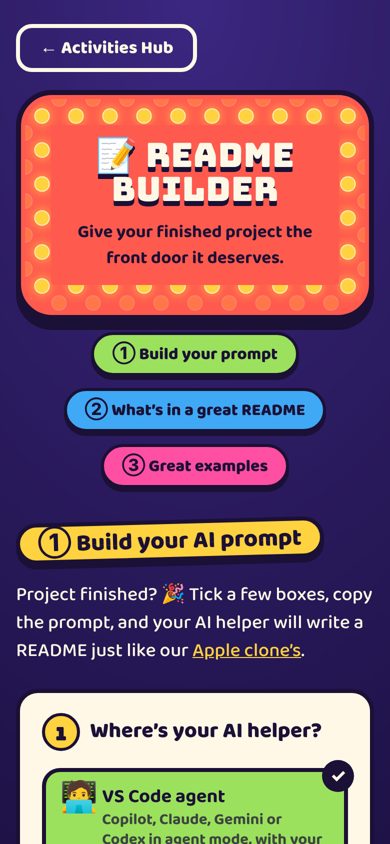 ← Activities Hub
📝 README
BUILDER
Give your finished project the
front door it deserves.
① Build your prompt
② What's in a great README
③ Great examples
① Build your AI prompt
Project finished? 🎉 Tick a few boxes, copy
the prompt, and your AI helper will write a
README just like our Apple clone's.
1 Where's your AI helper?
VS Code agent
Copilot, Claude, Gemini or
Codex in agent mode, with your